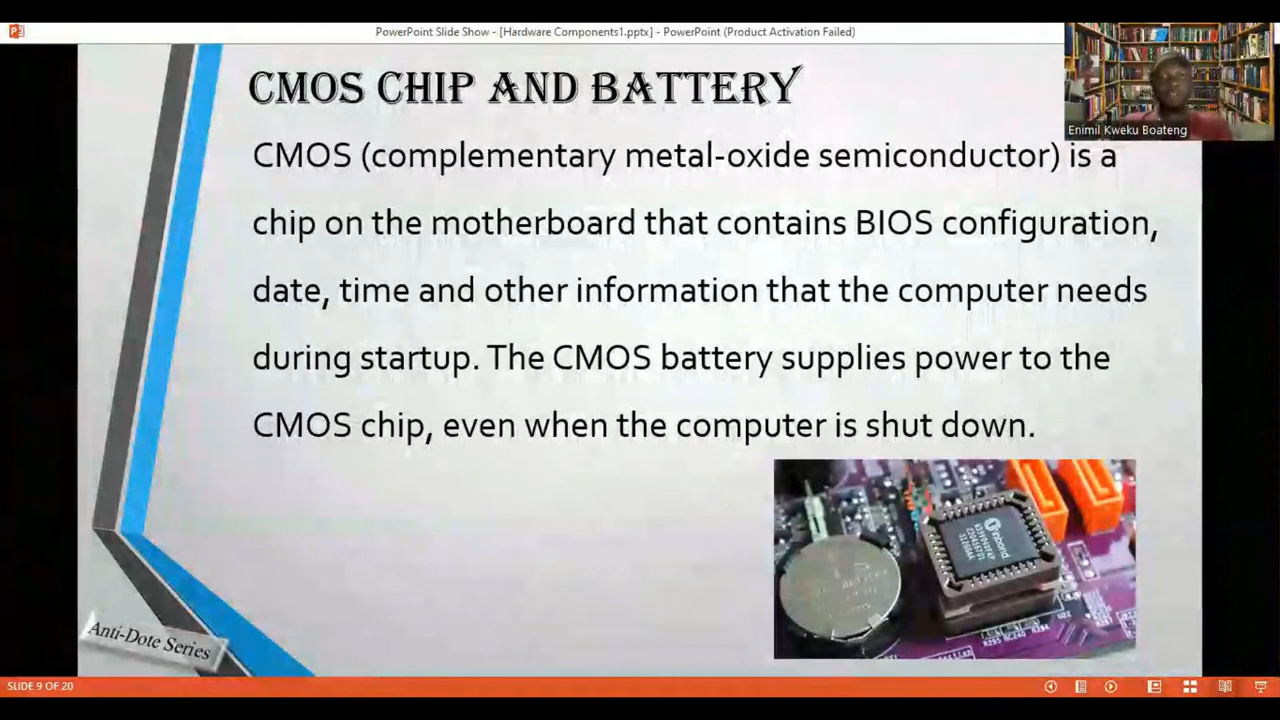 PowerPoint Slide Show - [Hardware Components1.pptx] - PowerPoint (Product Activation Failed)
Enimil Kweku Boateng
CMOS CHIP AND BATTERY
CMOS (complementary metal-oxide semiconductor) is a
chip on the motherboard that contains BIOS configuration,
date, time and other information that the computer needs
during startup. The CMOS battery supplies power to the
CMOS chip, even when the computer is shut down.
Anti-Dote Series
SLIDE 9 OF 20